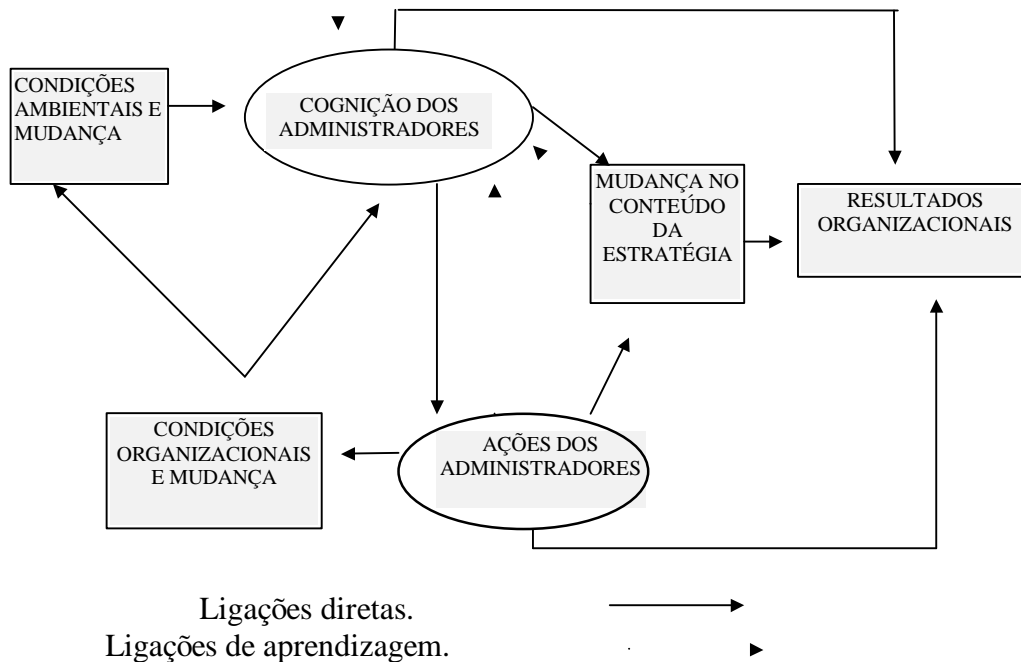 CONDIÇÕES
AMBIENTAIS E
MUDANÇA
COGNIÇÃO DOS
ADMINISTRADORES
MUDANÇA NO
CONTEÚDO
DA
ESTRATÉGIA
RESULTADOS
ORGANIZACIONAIS
CONDIÇÕES
ORGANIZACIONAIS
E MUDANÇA
AÇÕES DOS
ADMINISTRADORES
Ligações diretas.
Ligações de aprendizagem.